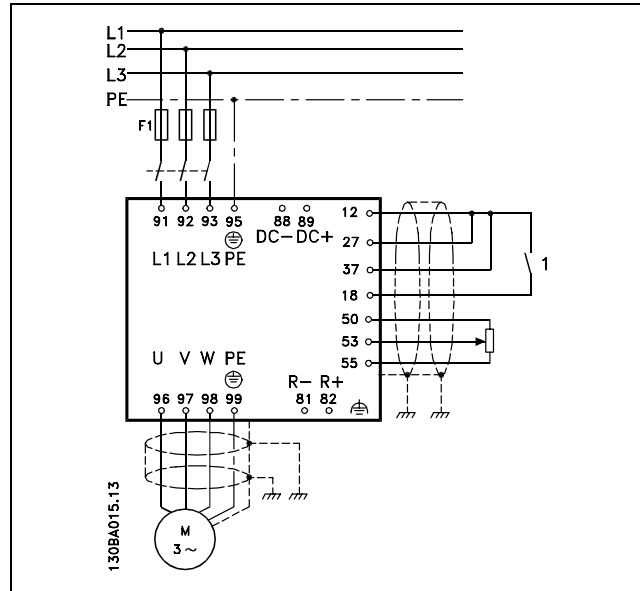 L1
L2
L3
PE
F1
91 92 93 95 88 89 12
DC- DC+
L1 L2 L3 PE
27
37 1
18
50
53
55
U V W PE
R- R+
96 97 98 99 81 82
M
3~
130BA015.13